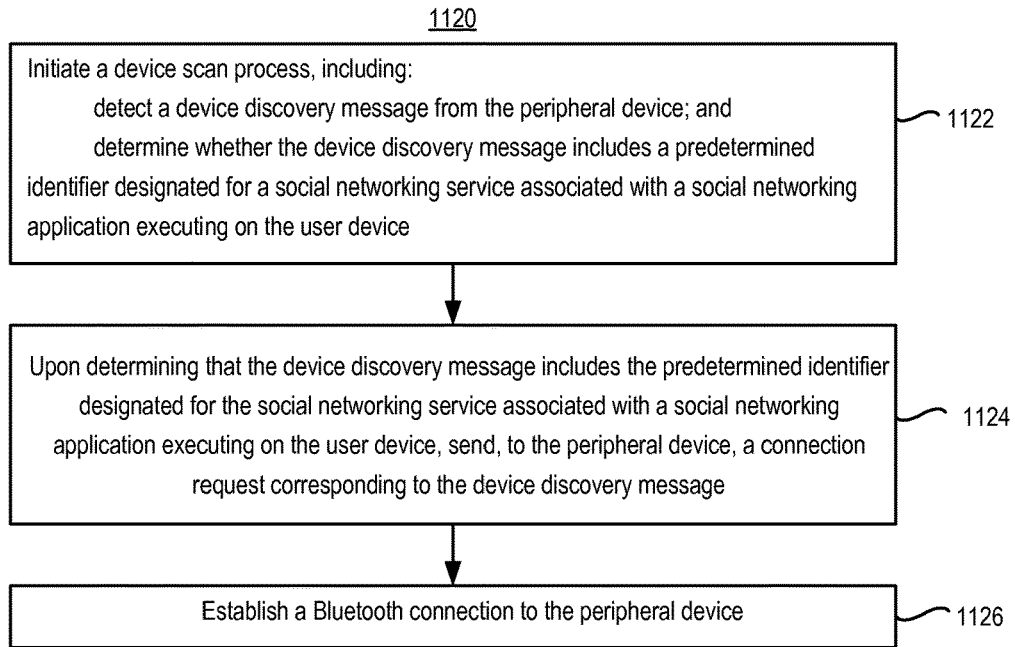 1120
Initiate a device scan process, including:
detect a device discovery message from the peripheral device; and
determine whether the device discovery message includes a predetermined
identifier designated for a social networking service associated with a social networking
application executing on the user device
1122
Upon determining that the device discovery message includes the predetermined identifier
designated for the social networking service associated with a social networking
application executing on the user device, send, to the peripheral device, a connection
request corresponding to the device discovery message
1124
Establish a Bluetooth connection to the peripheral device
1126